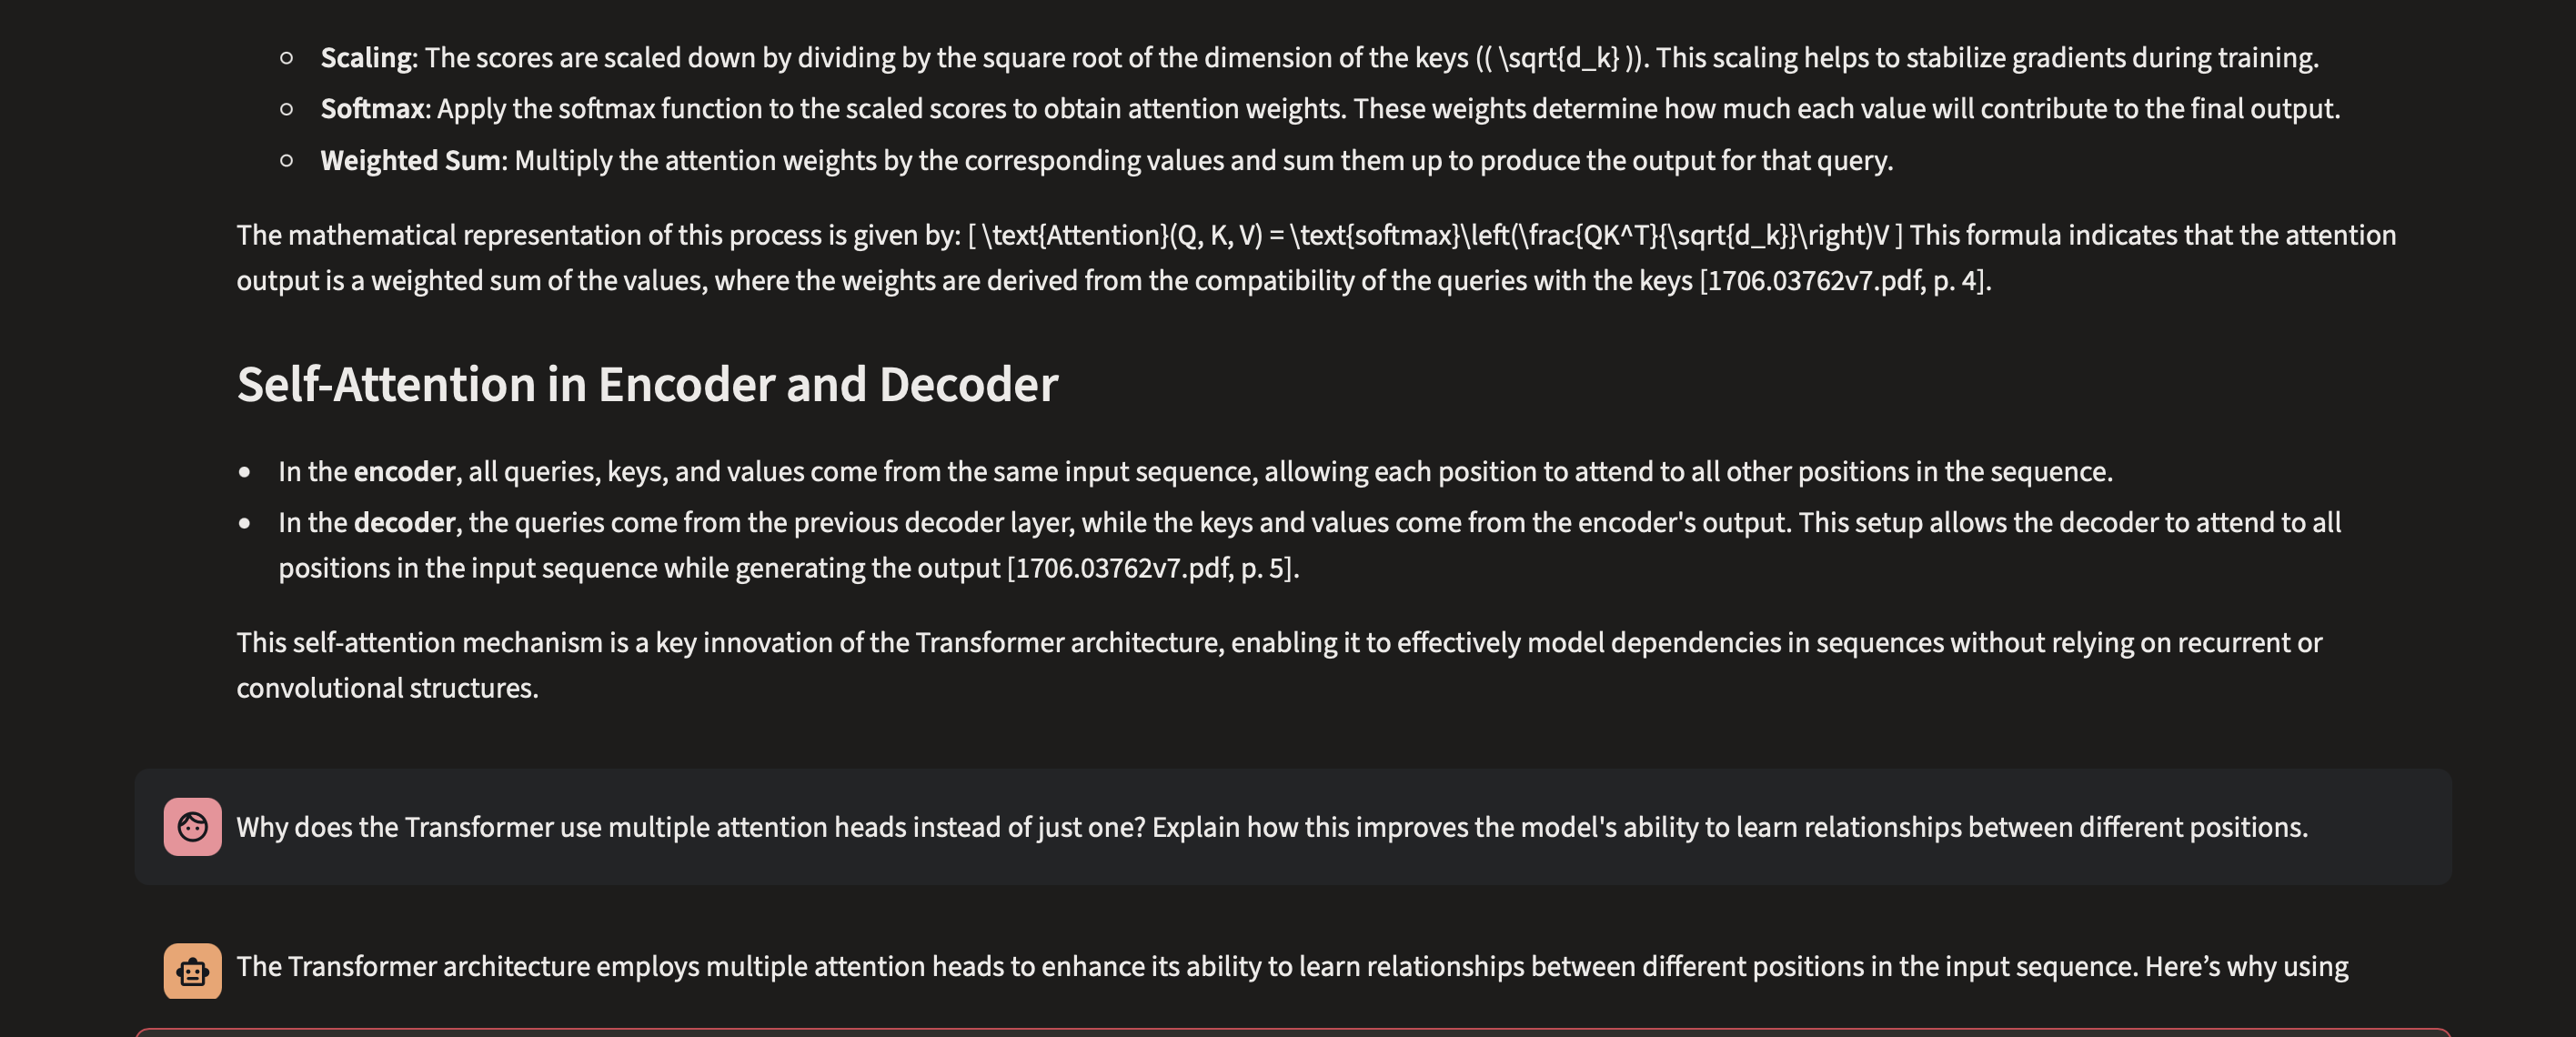 Scaling: The scores are scaled down by dividing by the square root of the dimension of the keys (( \sqrt{d_k} )). This scaling helps to stabilize gradients during training.
Softmax: Apply the softmax function to the scaled scores to obtain attention weights. These weights determine how much each value will contribute to the final output.
Weighted Sum: Multiply the attention weights by the corresponding values and sum them up to produce the output for that query.
The mathematical representation of this process is given by: [ \text{Attention}(Q, K, V) = \text{softmax}\left(\frac{QK^T}{\sqrt{d_k}}\right)V ] This formula indicates that the attention
output is a weighted sum of the values, where the weights are derived from the compatibility of the queries with the keys [1706.03762v7.pdf, p. 4].
Self-Attention in Encoder and Decoder
In the encoder, all queries, keys, and values come from the same input sequence, allowing each position to attend to all other positions in the sequence.
In the decoder, the queries come from the previous decoder layer, while the keys and values come from the encoder's output. This setup allows the decoder to attend to all
positions in the input sequence while generating the output [1706.03762v7.pdf, p. 5].
This self-attention mechanism is a key innovation of the Transformer architecture, enabling it to effectively model dependencies in sequences without relying on recurrent or
convolutional structures.
Why does the Transformer use multiple attention heads instead of just one? Explain how this improves the model's ability to learn relationships between different positions.
The Transformer architecture employs multiple attention heads to enhance its ability to learn relationships between different positions in the input sequence. Here’s why using